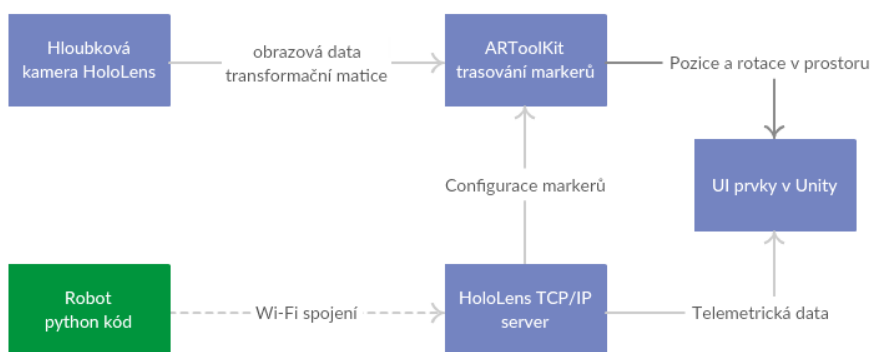 Hloubková
kamera HoloLens
obrazová data
transformační matice
ARToolKit
trasování markerů
Pozice a rotace v prostoru
Configurace markerů
UI prvky v Unity
Robot
python kód
Wi-Fi spojení
HoloLens TCP/IP
server
Telemetrická data